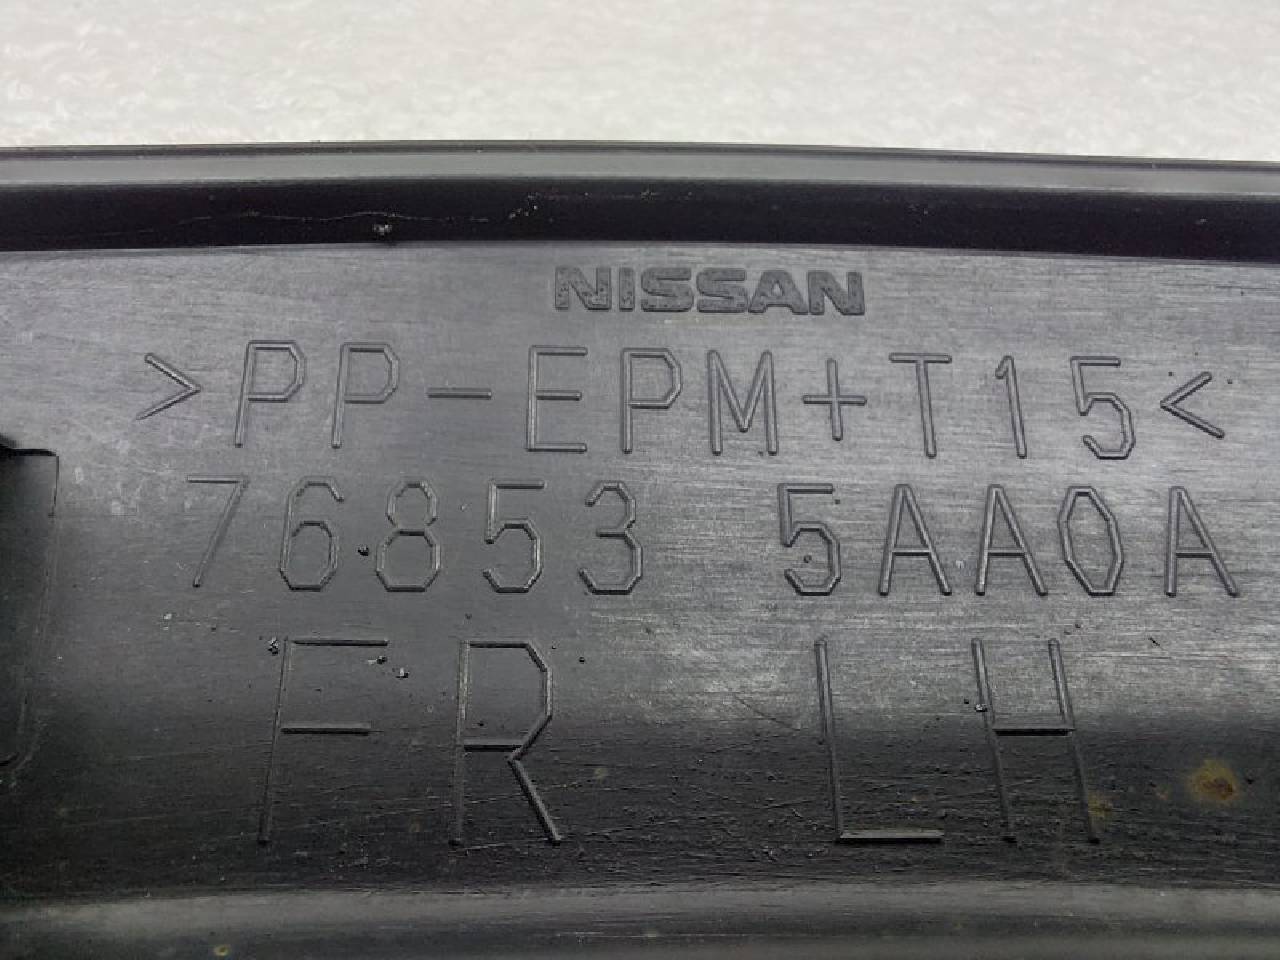 NISSAN
>PP-EPM+T15<
76853 5AA0A
FR LH